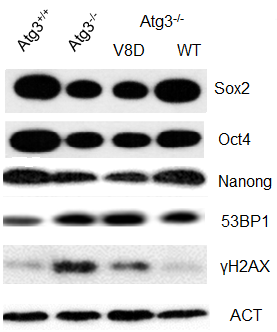 Atg3+/+ Atg3-/- Atg3-/-
V8D WT
Sox2
Oct4
Nanong
53BP1
γH2AX
ACT